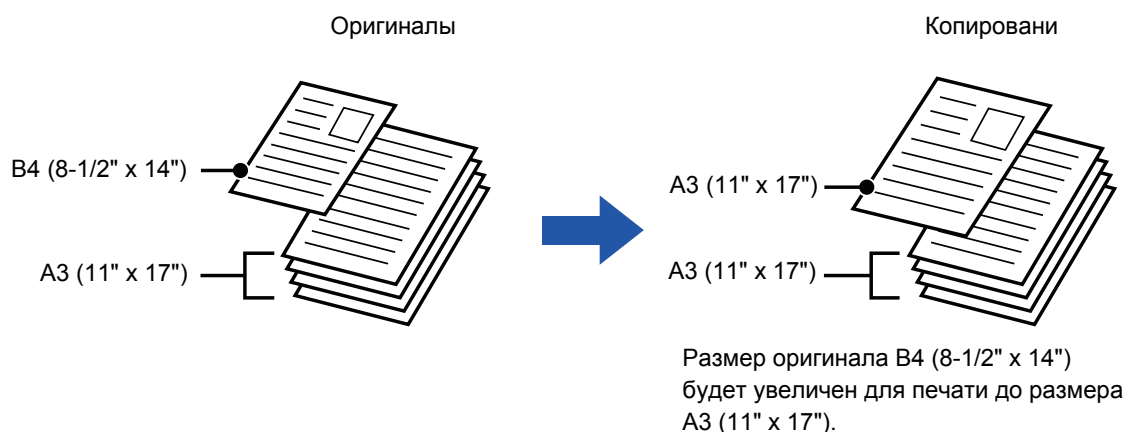 Оригиналы
Копировани
B4 (8-1/2" x 14")
A3 (11" x 17")
A3 (11" x 17")
A3 (11" x 17")
Размер оригинала B4 (8-1/2" x 14")
будет увеличен для печати до размера
A3 (11" x 17").